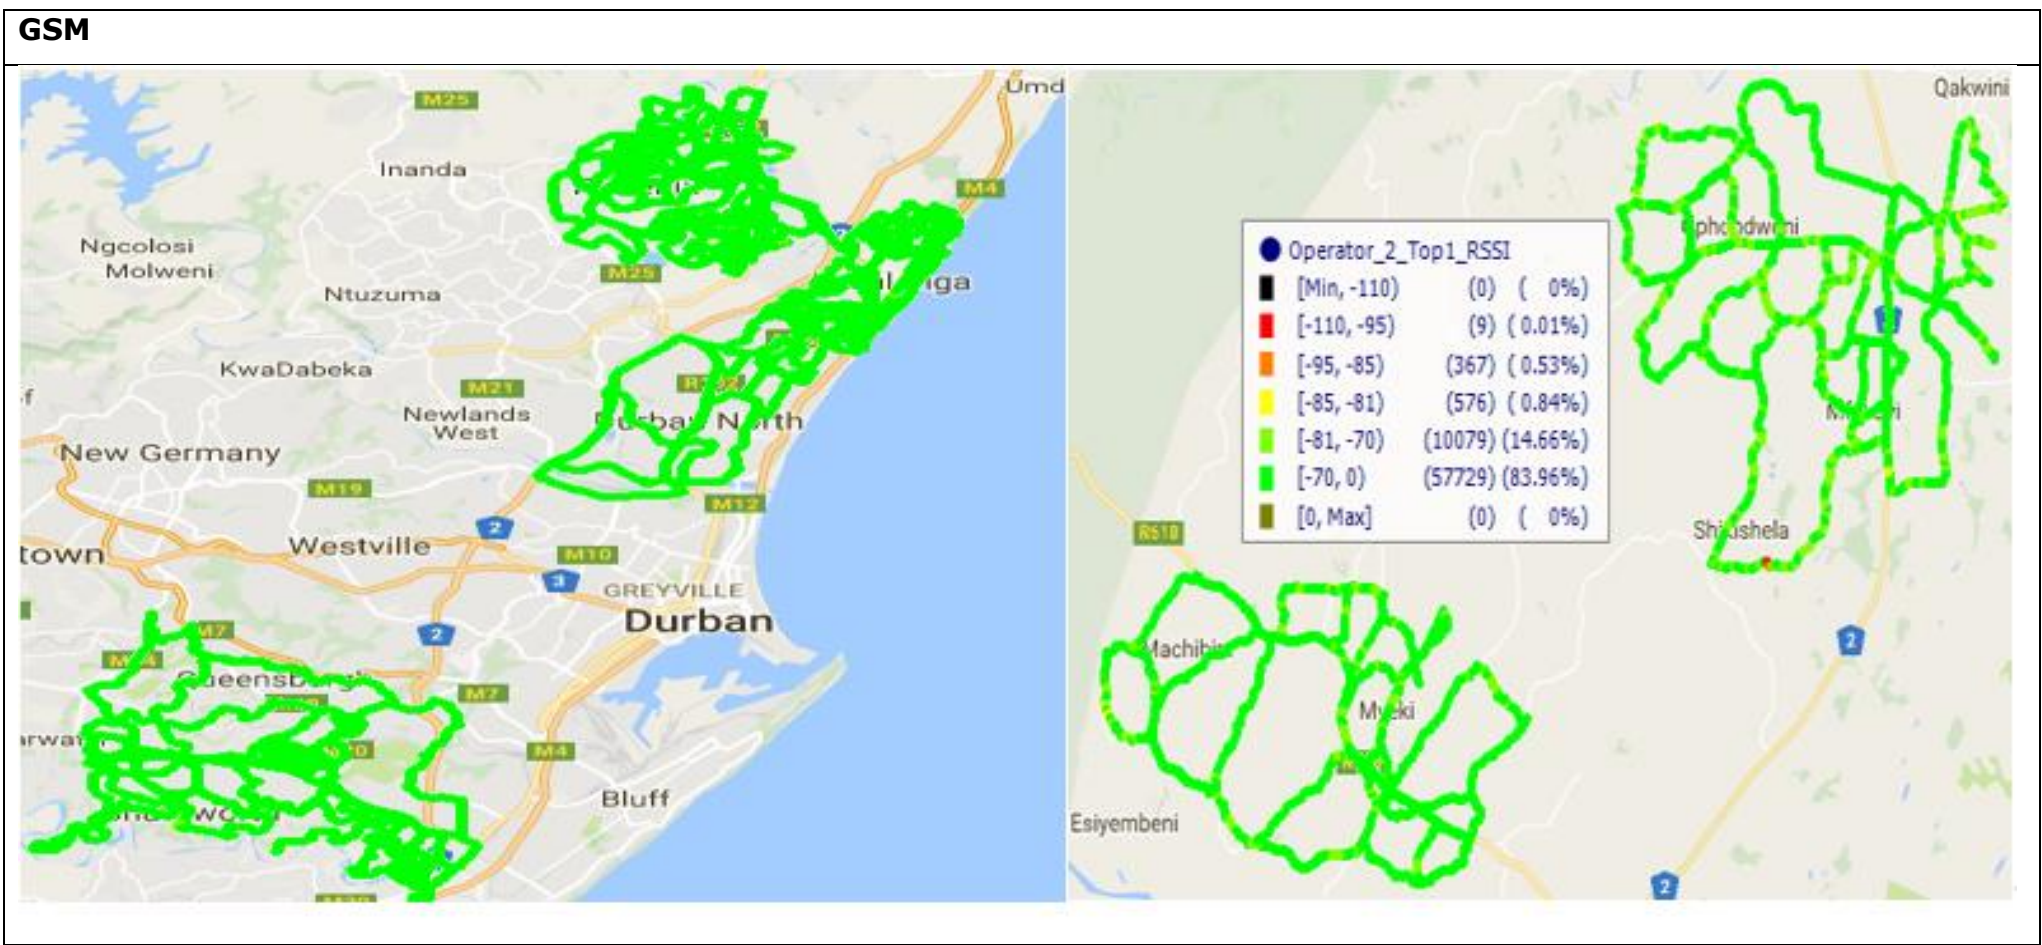 GSM
Umd
M25
Inanda
M4
Ngcolosi
Molweni
M25
Ntuzuma
KwaDabeka
M21
Newlands
West
New Germany
M19
M12
2
Westville
M10
town
3
GREYVILLE
Durban
2
M7
M7
M4
Bluff
Qakwini
Operator_2_Top1_RSSI
[Min, -110) (0) ( 0%)
[-110, -95) (9) ( 0.01%)
[-95, -85) (367) ( 0.53%)
[-85, -81) (576) ( 0.84%)
[-81, -70) (10079) (14.66%)
[-70, 0) (57729) (83.96%)
[0, Max] (0) ( 0%)
R618
2
Esiyembeni
2